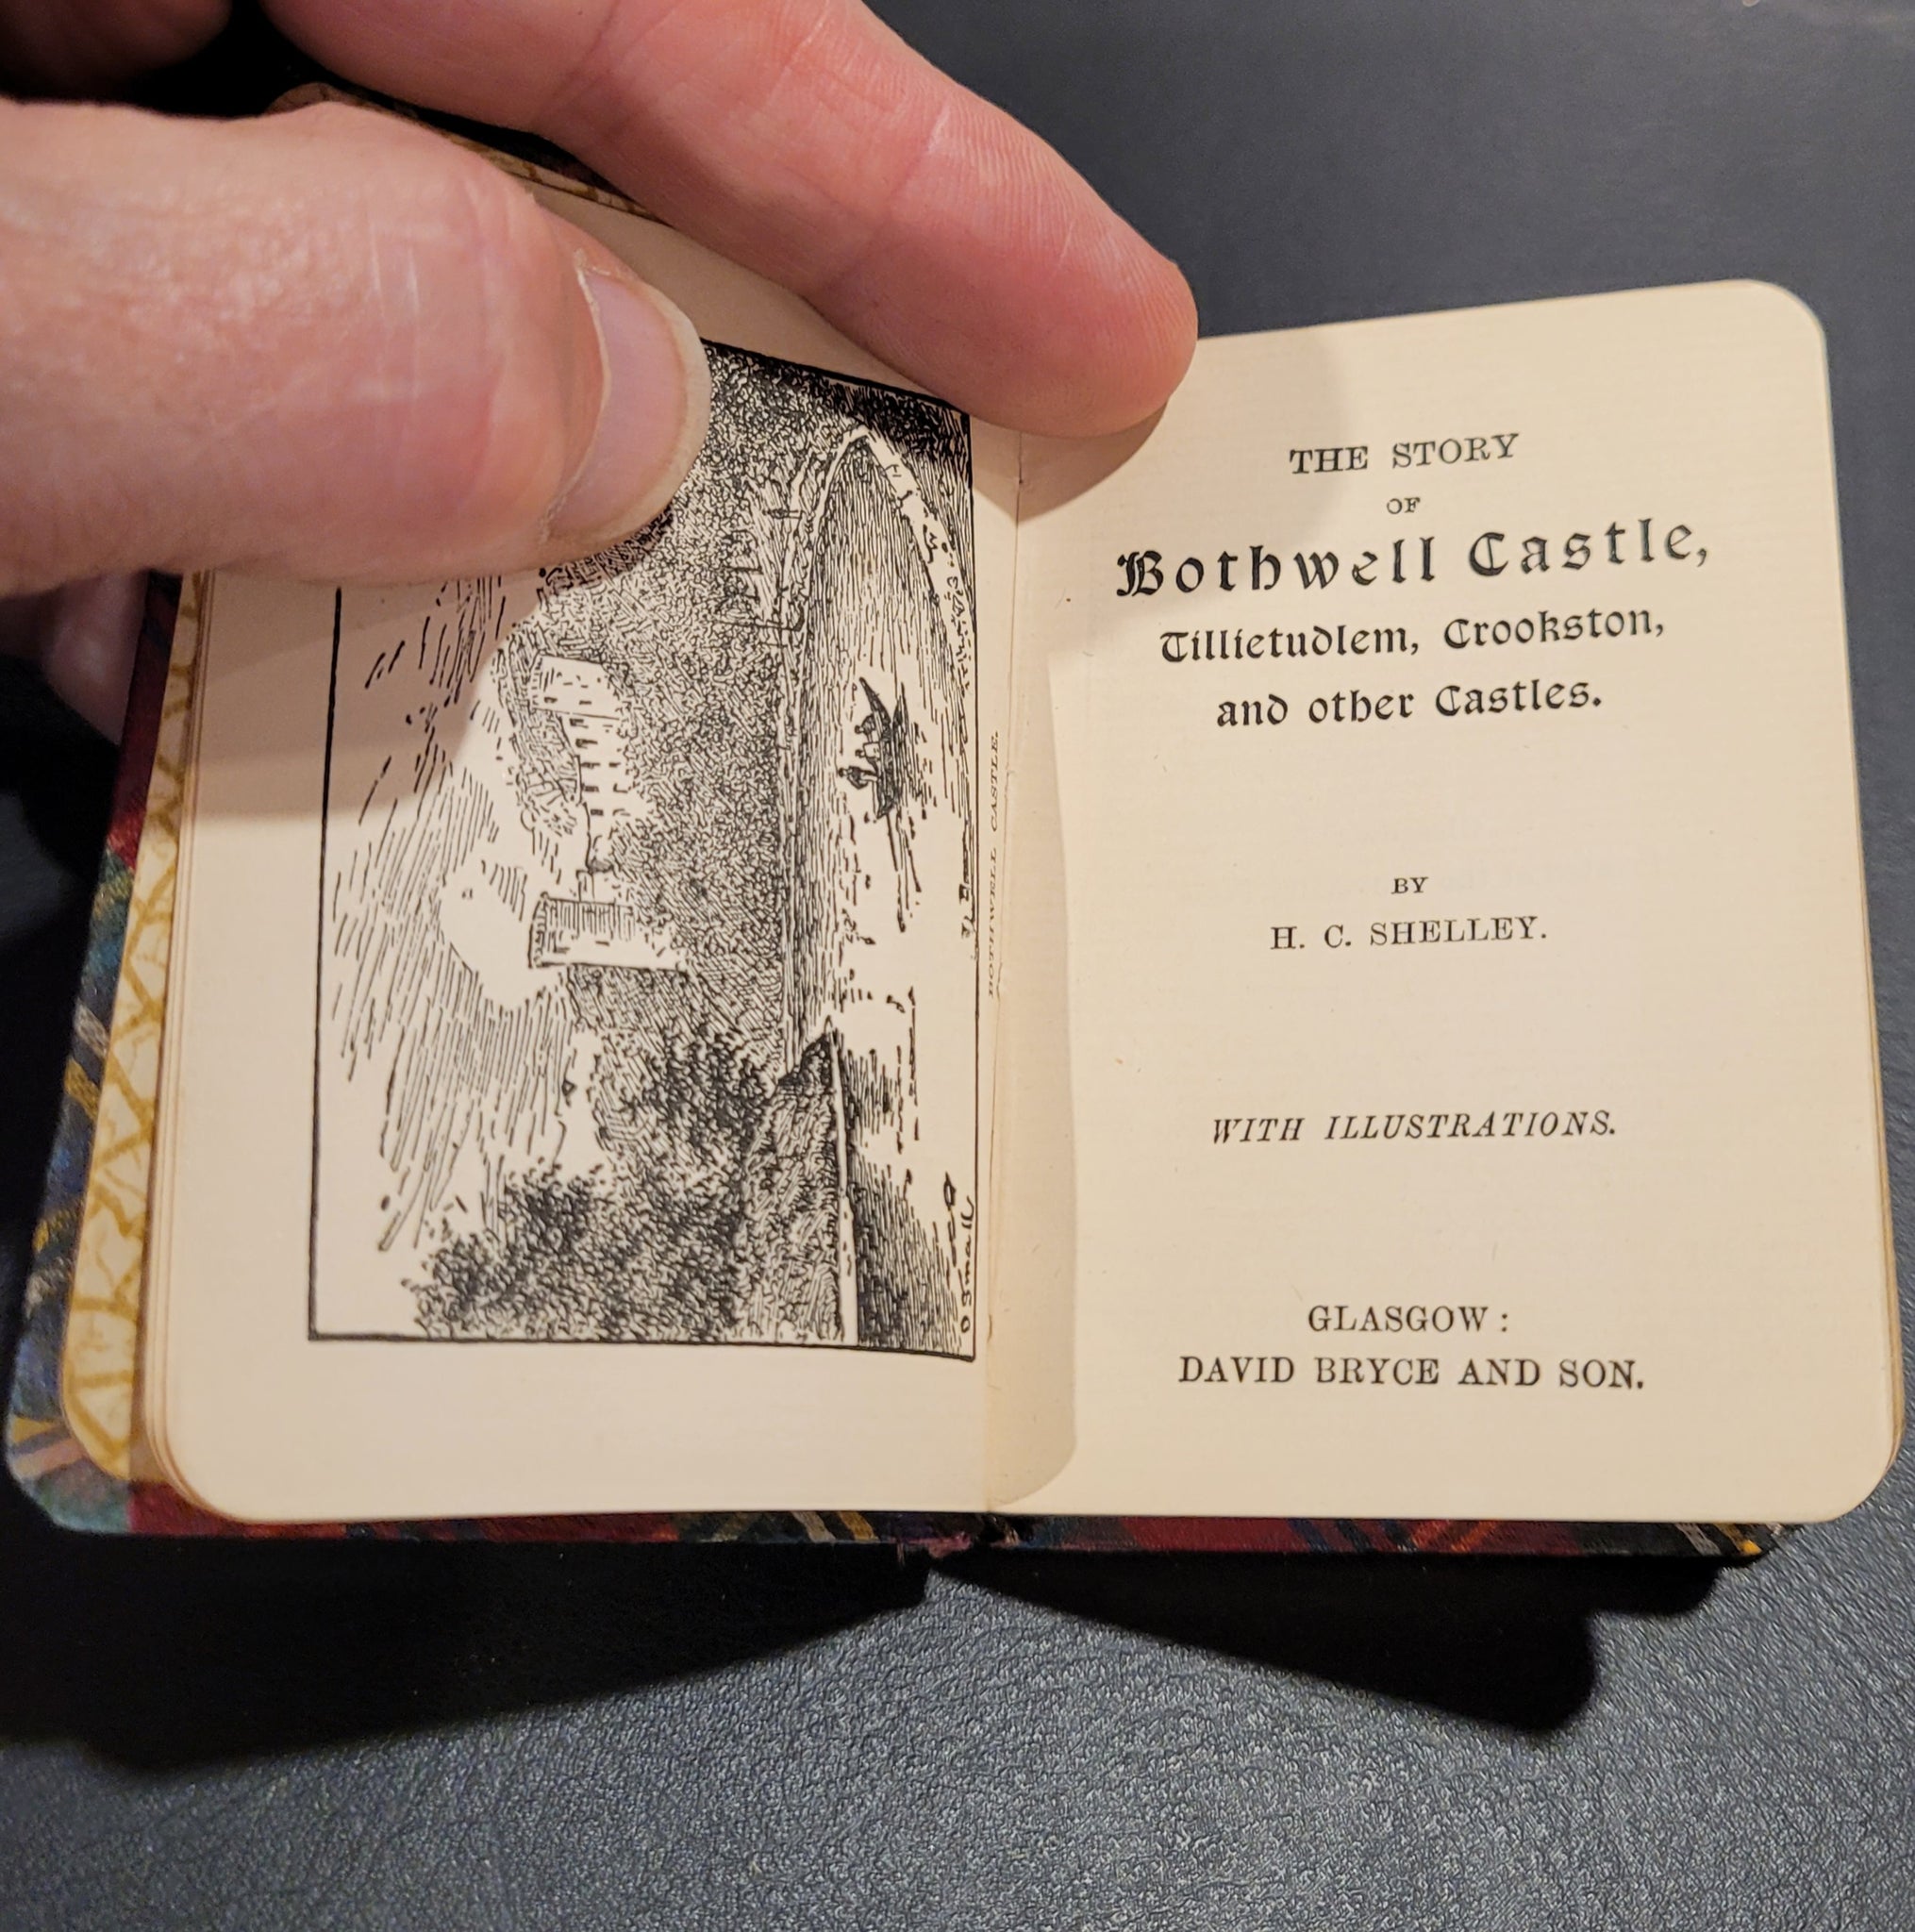 BOTHWELL CASTLE.
D Small
THE STORY
OF
Bothwell Castle,
Tillietudlem, Crookston,
and other Castles.
BY
H. C. SHELLEY.
WITH ILLUSTRATIONS.
GLASGOW :
DAVID BRYCE AND SON.